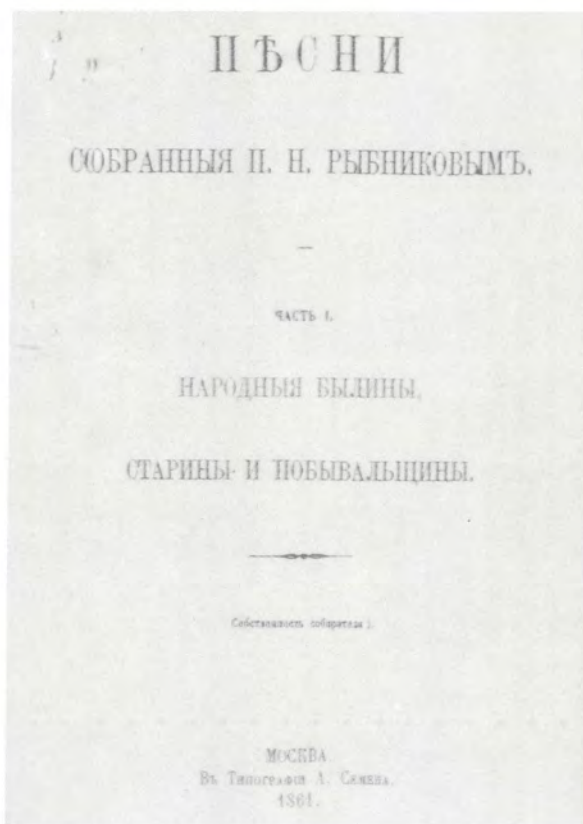 ПѢСНИ
СОБРАННЫЯ П. Н. РЫБНИКОВЫМЪ.
ЧАСТЬ I.
НАРОДНЫЯ БЫЛИНЫ,
СТАРИНЫ И ПОБЫВАЛЬЩИНЫ.
Собственность собирателя
МОСКВА
Въ Типографіи А. Семена.
1861.